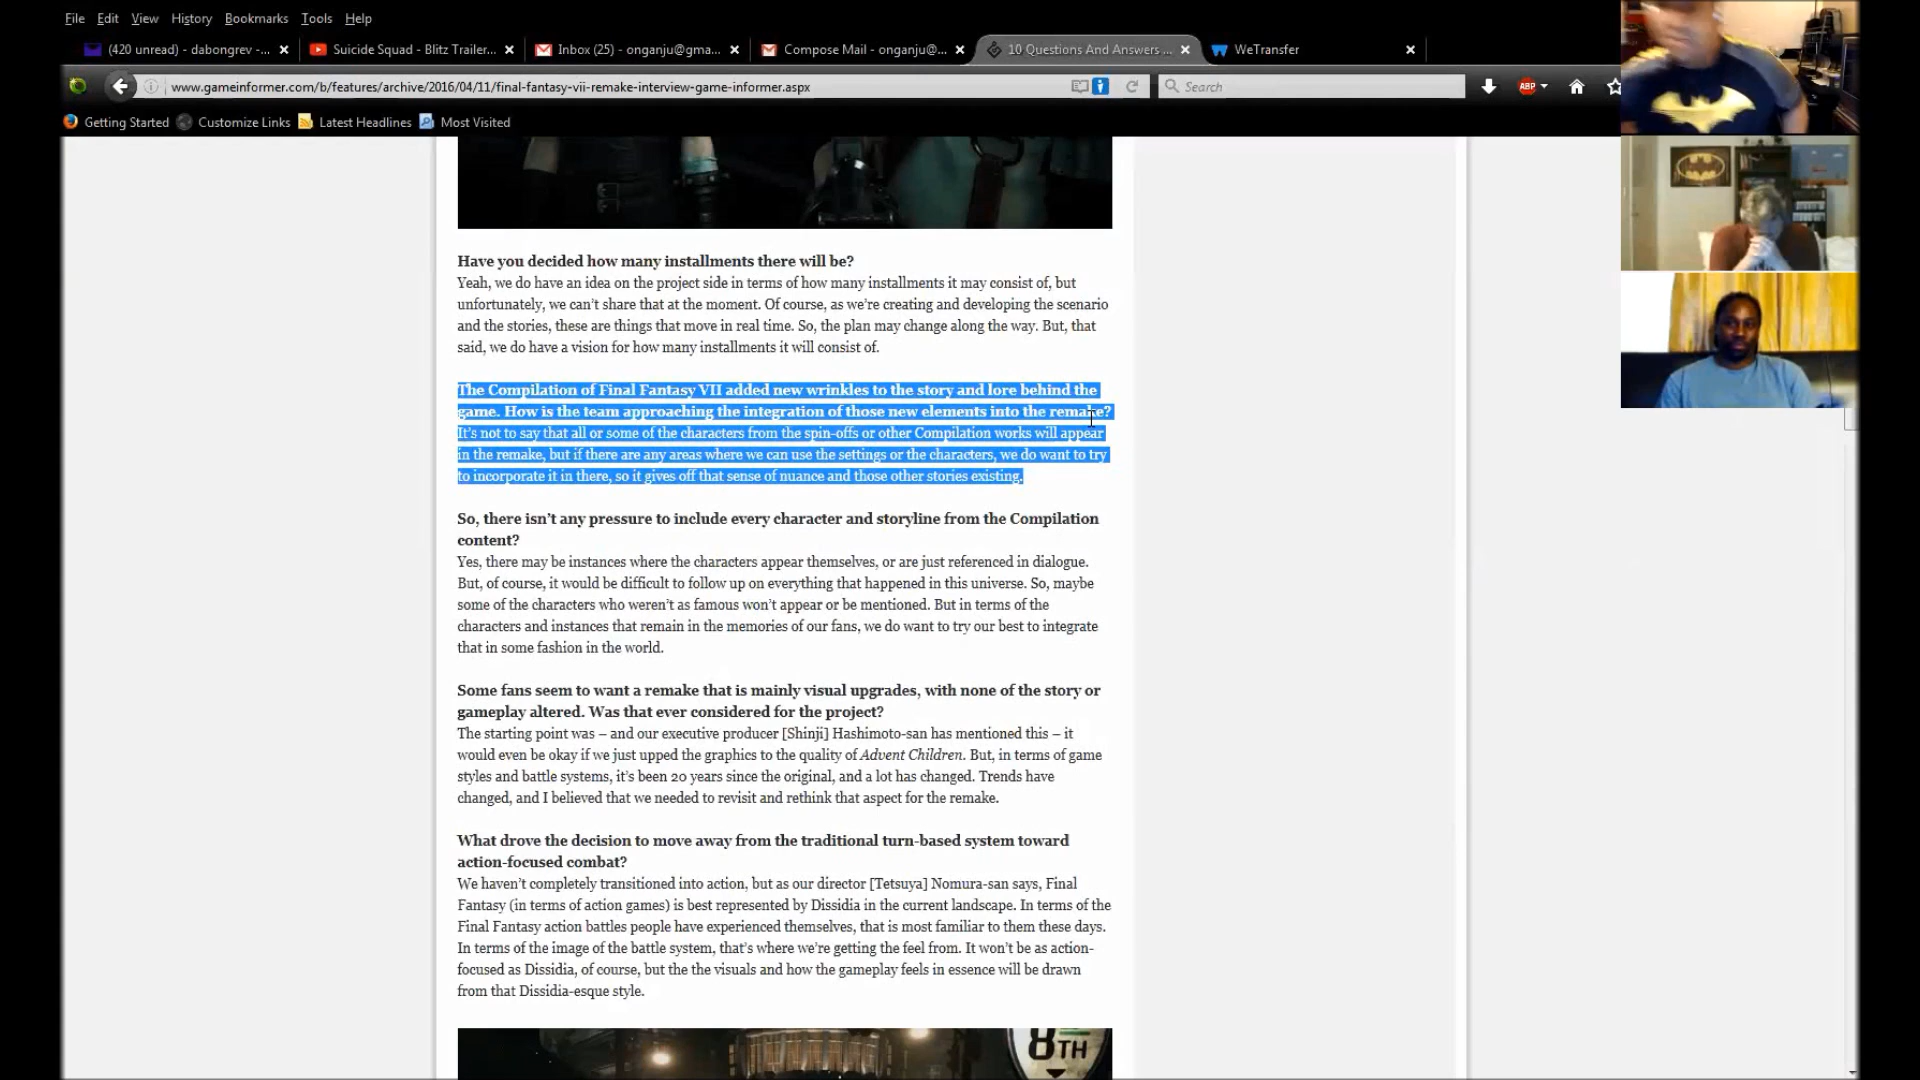 File Edit View History Bookmarks Tools Help
(420 unread) - dabongrev -... Suicide Squad - Blitz Trailer... Inbox (25) - onganju@gma... Compose Mail - onganju@... 10 Questions And Answers ... WeTransfer
www.gameinformer.com/b/features/archive/2016/04/11/final-fantasy-vii-remake-interview-game-informer.aspx Search ABP
Getting Started Customize Links Latest Headlines Most Visited
Have you decided how many installments there will be?
Yeah, we do have an idea on the project side in terms of how many installments it may consist of, but
unfortunately, we can't share that at the moment. Of course, as we're creating and developing the scenario
and the stories, these are things that move in real time. So, the plan may change along the way. But, that
said, we do have a vision for how many installments it will consist of.
The Compilation of Final Fantasy VII added new wrinkles to the story and lore behind the
game. How is the team approaching the integration of those new elements into the remake?
It's not to say that all or some of the characters from the spin-offs or other Compilation works will appear
in the remake, but if there are any areas where we can use the settings or the characters, we do want to try
to incorporate it in there, so it gives off that sense of nuance and those other stories existing.
So, there isn't any pressure to include every character and storyline from the Compilation
content?
Yes, there may be instances where the characters appear themselves, or are just referenced in dialogue.
But, of course, it would be difficult to follow up on everything that happened in this universe. So, maybe
some of the characters who weren't as famous won't appear or be mentioned. But in terms of the
characters and instances that remain in the memories of our fans, we do want to try our best to integrate
that in some fashion in the world.
Some fans seem to want a remake that is mainly visual upgrades, with none of the story or
gameplay altered. Was that ever considered for the project?
The starting point was – and our executive producer [Shinji] Hashimoto-san has mentioned this – it
would even be okay if we just upped the graphics to the quality of Advent Children. But, in terms of game
styles and battle systems, it's been 20 years since the original, and a lot has changed. Trends have
changed, and I believed that we needed to revisit and rethink that aspect for the remake.
What drove the decision to move away from the traditional turn-based system toward
action-focused combat?
We haven't completely transitioned into action, but as our director [Tetsuya] Nomura-san says, Final
Fantasy (in terms of action games) is best represented by Dissidia in the current landscape. In terms of the
Final Fantasy action battles people have experienced themselves, that is most familiar to them these days.
In terms of the image of the battle system, that's where we're getting the feel from. It won't be as action-
focused as Dissidia, of course, but the the visuals and how the gameplay feels in essence will be drawn
from that Dissidia-esque style.
8TH